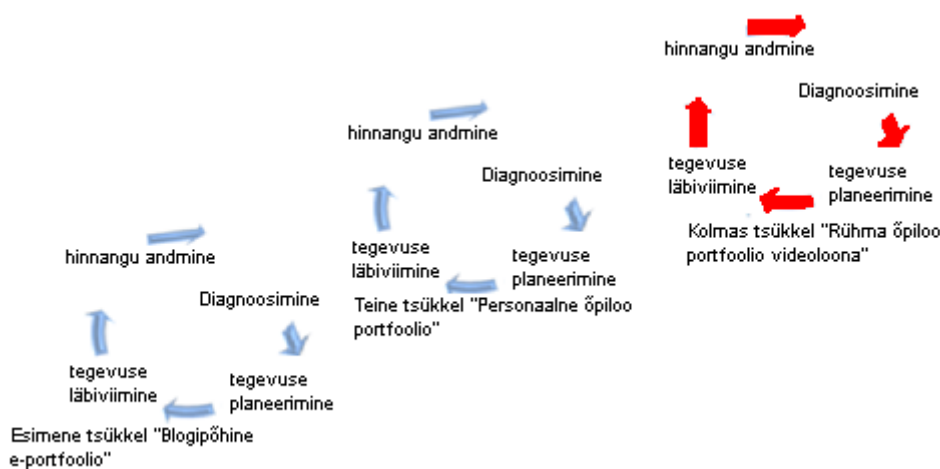 hinnangu andmine
Diagnoosimine
tegevuse
planeerimine
tegevuse
läbiviimine
Esimene tsükkel "Blogipõhine
e-portfoolio"
hinnangu andmine
Diagnoosimine
tegevuse
planeerimine
tegevuse
läbiviimine
Teine tsükkel "Personaalne õpiloo
portfoolio"
hinnangu andmine
Diagnoosimine
tegevuse
planeerimine
tegevuse
läbiviimine
Kolmas tsükkel "Rühma õpiloo
portfoolio videoloona"